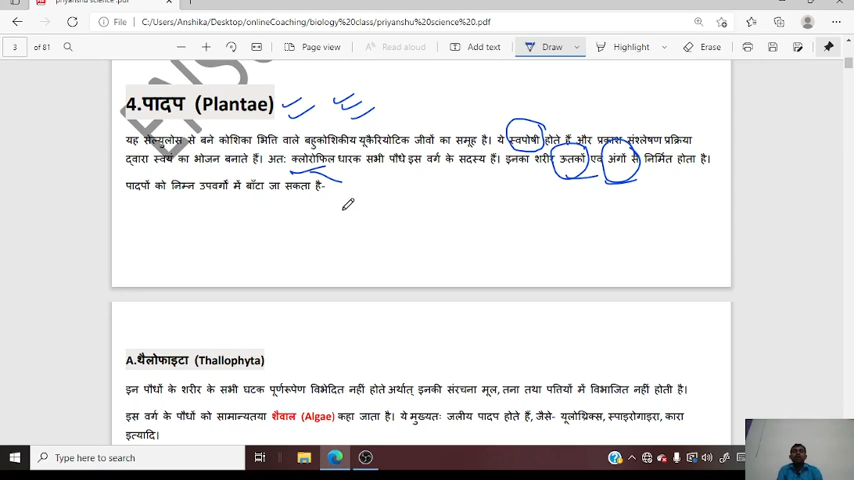 priyanshu science .pdf
File | C:/Users/Anshika/Desktop/onlineCoaching/biology%20class/priyanshu%20science%20.pdf
3 of 81 Page view Read aloud Add text Draw Highlight Erase
4.पादप (Plantae)
यह सेल्युलोस से बने कोशिका भिति वाले बहुकोशिकीय यूकैरियोटिक जीवों का समूह है। ये स्वपोषी होते हैं और प्रकाश संश्लेषण प्रक्रिया
द्वारा स्वयं का भोजन बनाते हैं। अत: क्लोरोफिल धारक सभी पौधे इस वर्ग के सदस्य हैं। इनका शरीर ऊतकों एवं अंगों से निर्मित होता है।
पादपों को निम्न उपवर्गों में बाँटा जा सकता है-
A.थैलोफाइटा (Thallophyta)
इन पौधों के शरीर के सभी घटक पूर्णरूपेण विभेदित नहीं होते अर्थात् इनकी संरचना मूल, तना तथा पतियों में विभाजित नहीं होती है।
इस वर्ग के पौधों को सामान्यतया शैवाल (Algae) कहा जाता है। ये मुख्यतः जलीय पादप होते हैं, जैसे- यूलोथ्रिक्स, स्पाइरोगाइरा, कारा
इत्यादि।
Type here to search
ENG